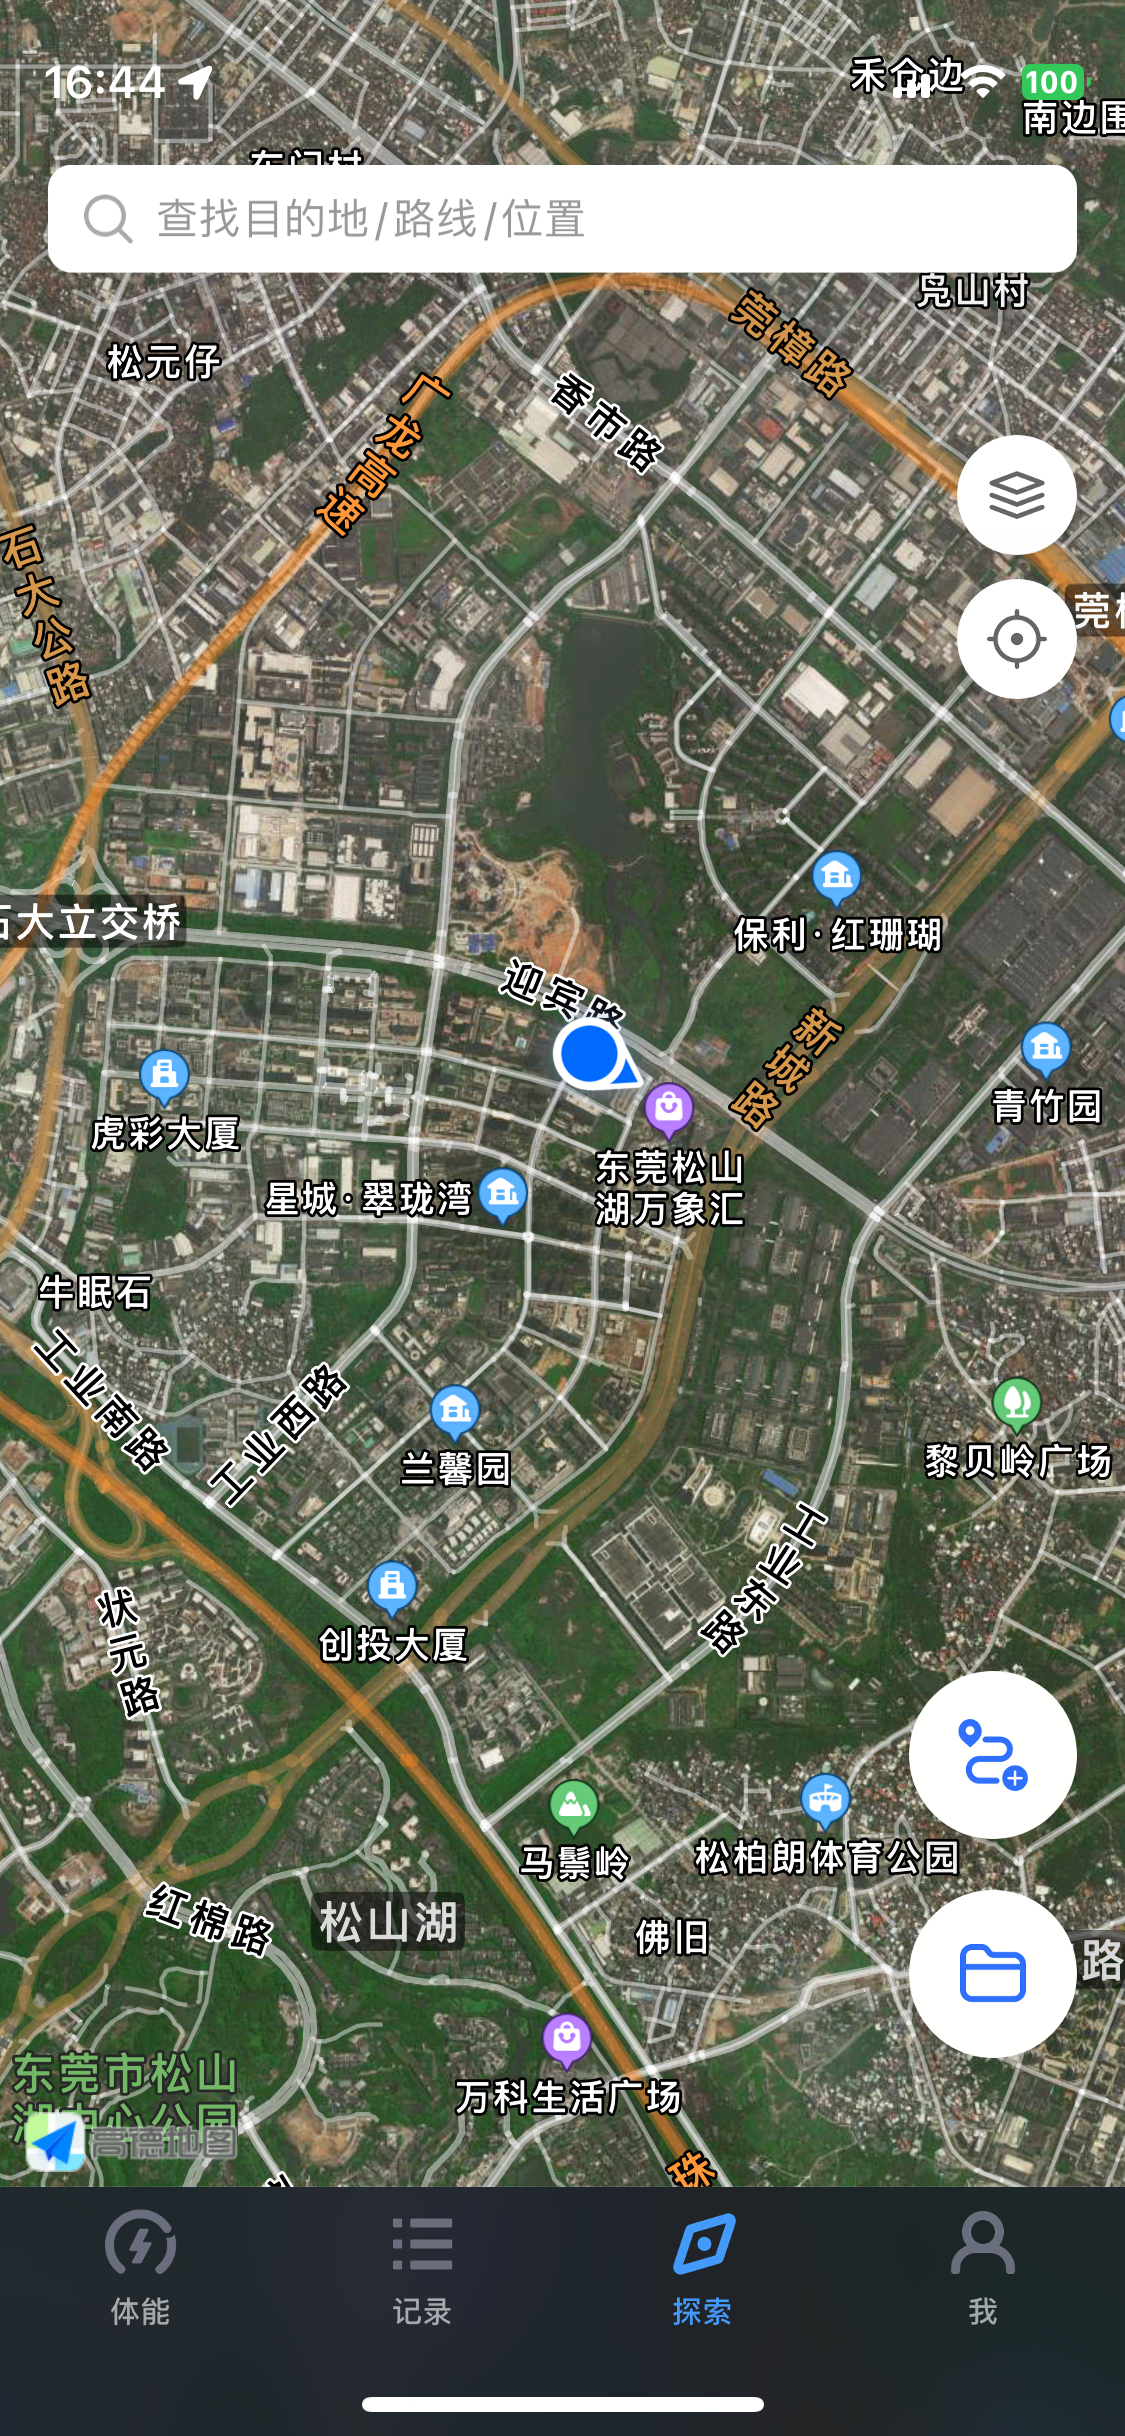 16:44
禾仓边
100
南边围
查找目的地/路线/位置
凫山村
莞樟路
松元仔
广龙高速
香市路
石大公路
石大立交桥
保利·红珊瑚
迎宾路
新城路
青竹园
虎彩大厦
东莞松山
湖万象汇
星城·翠珑湾
牛眠石
工业南路
工业西路
兰馨园
黎贝岭广场
工业东路
状元路
创投大厦
马鬃岭
松柏朗体育公园
红棉路
松山湖
佛旧
路
东莞市松山
湖中心公园
高德地图
万科生活广场
珠
体能
记录
探索
我